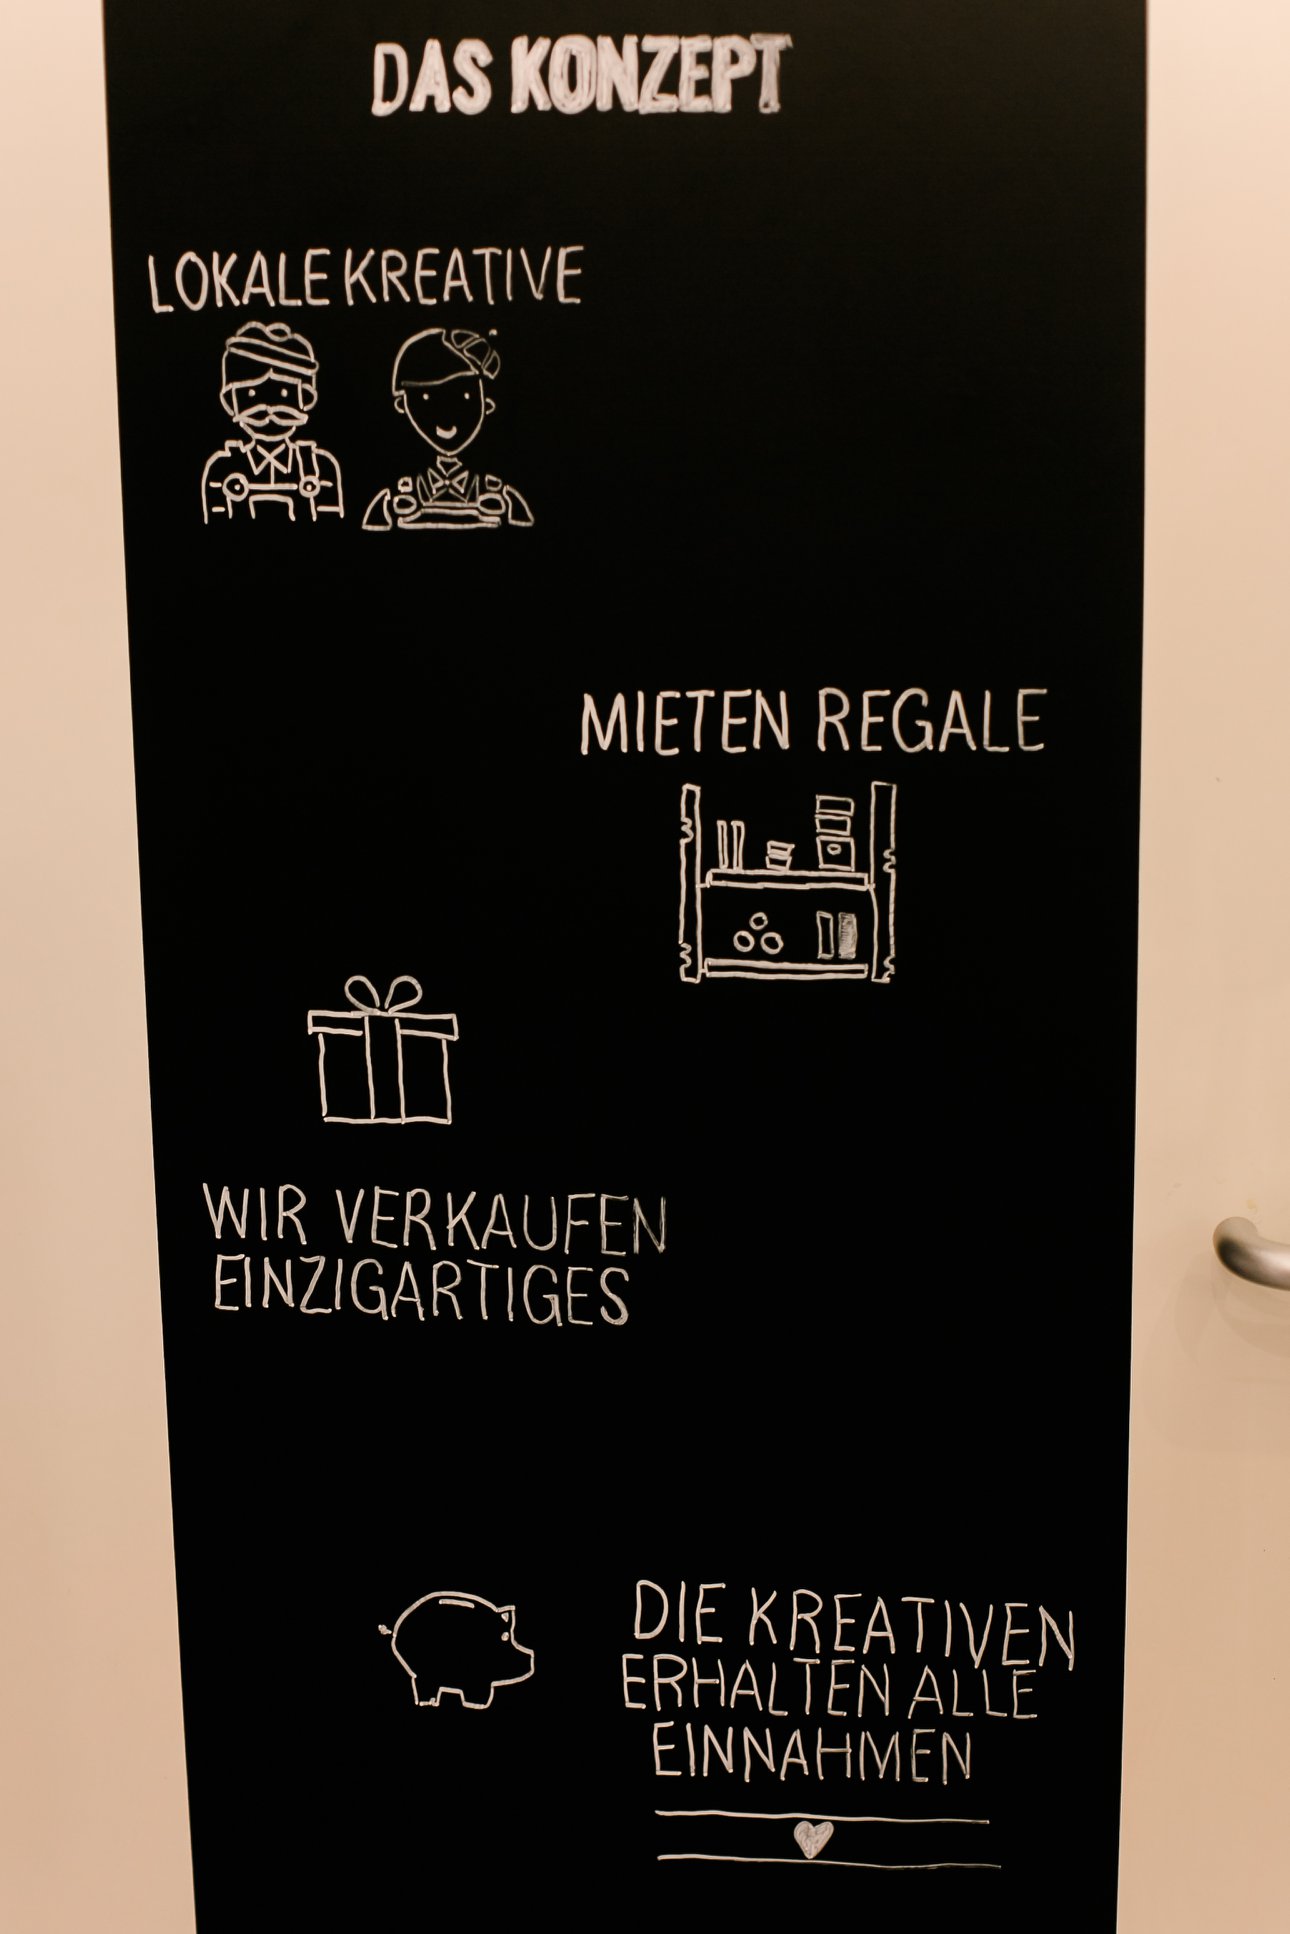 DAS KONZEPT
LOKALE KREATIVE
MIETEN REGALE
WIR VERKAUFEN
EINZIGARTIGES
DIE KREATIVEN
ERHALTEN ALLE
EINNAHMEN